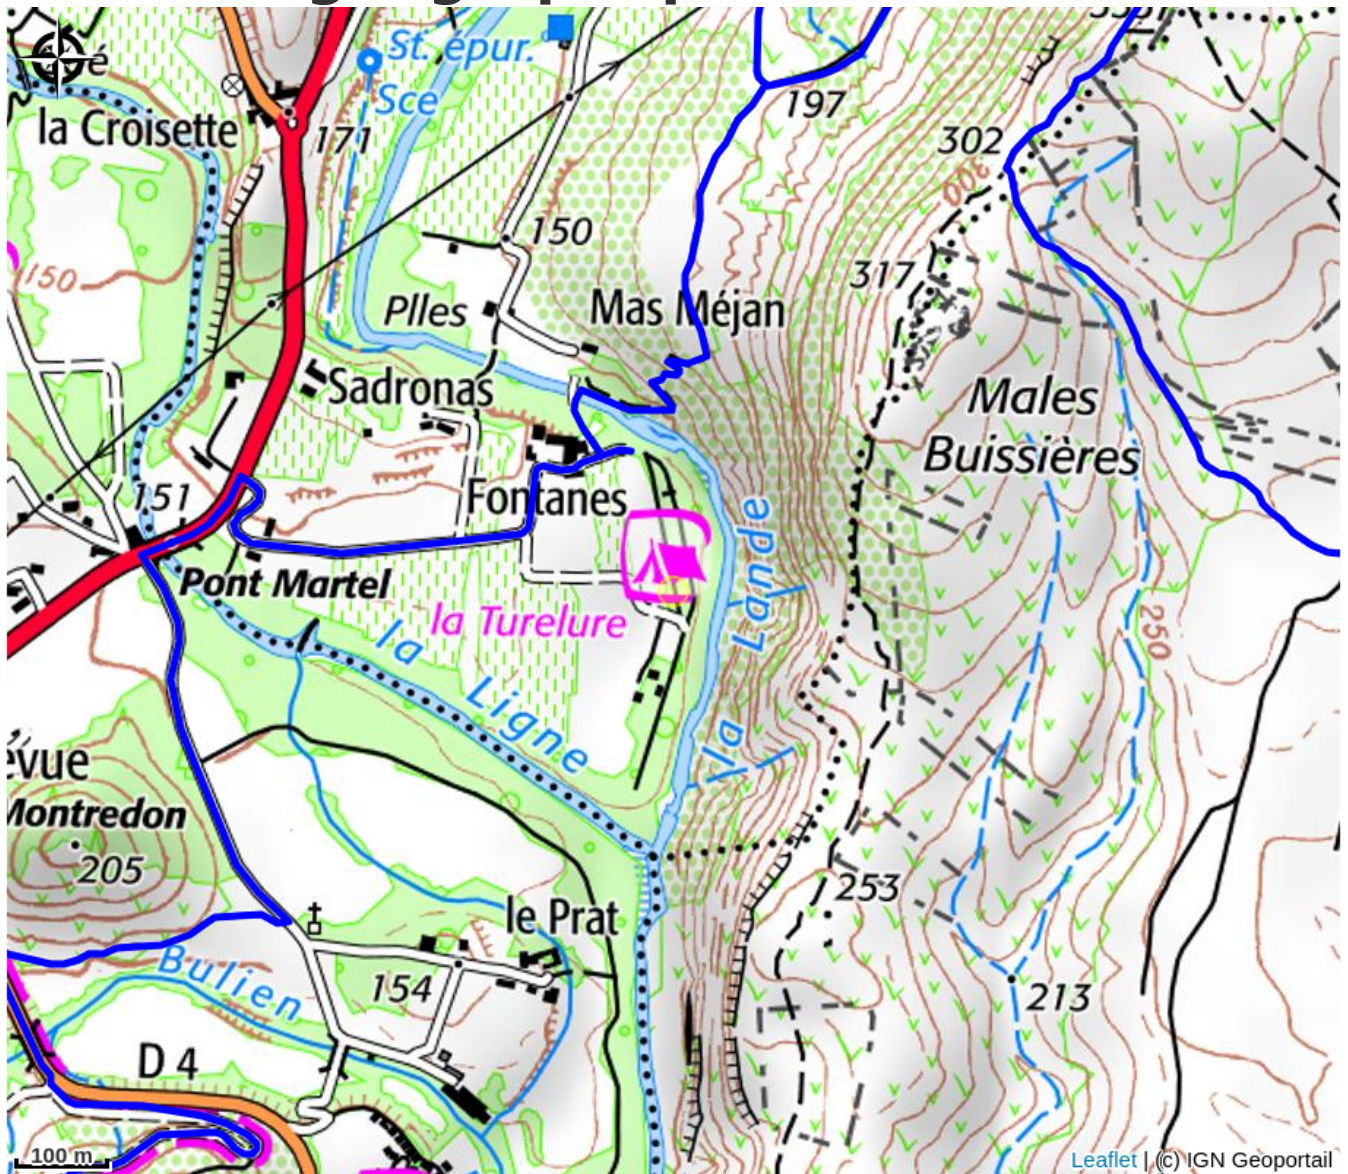 St. épur.
é
Sce
197
la Croisette
171
302
300
150
317
150
Plles
Mas Méjan
Sadronas
Males
Buissières
151
Fontanes
la Lande
Pont Martel
la Turelure
250
la Ligne
évue
Montredon
205
253
le Prat
Bulien
154
213
D 4
100 m
Leaflet | (c) IGN Geoportail